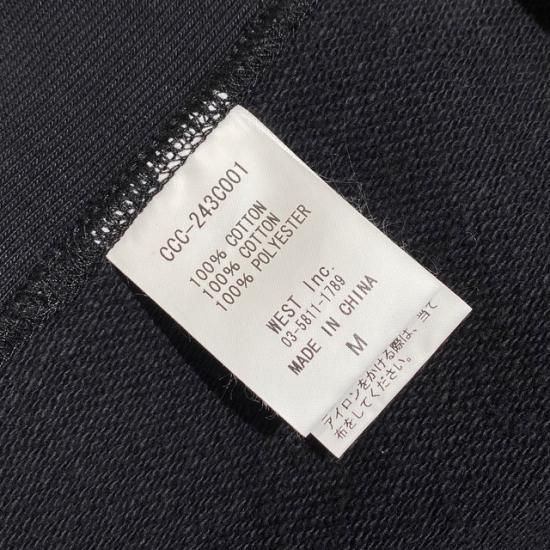 CCC-243C001
100% COTTON
100% COTTON
100% POLYESTER
WEST Inc.
03-5811-1789
MADE IN CHINA
M
アイロンをかける際は、当て
布をしてください。